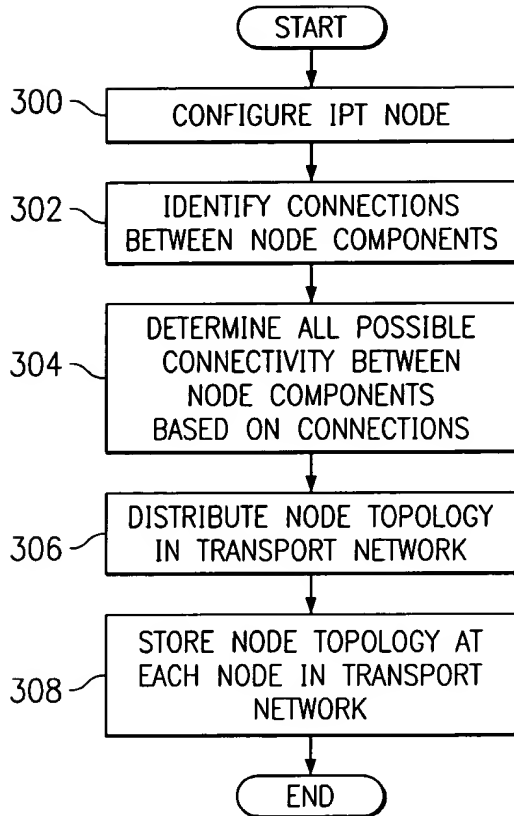 START
300
CONFIGURE IPT NODE
302
IDENTIFY CONNECTIONS
BETWEEN NODE COMPONENTS
304
DETERMINE ALL POSSIBLE
CONNECTIVITY BETWEEN
NODE COMPONENTS
BASED ON CONNECTIONS
306
DISTRIBUTE NODE TOPOLOGY
IN TRANSPORT NETWORK
308
STORE NODE TOPOLOGY AT
EACH NODE IN TRANSPORT
NETWORK
END